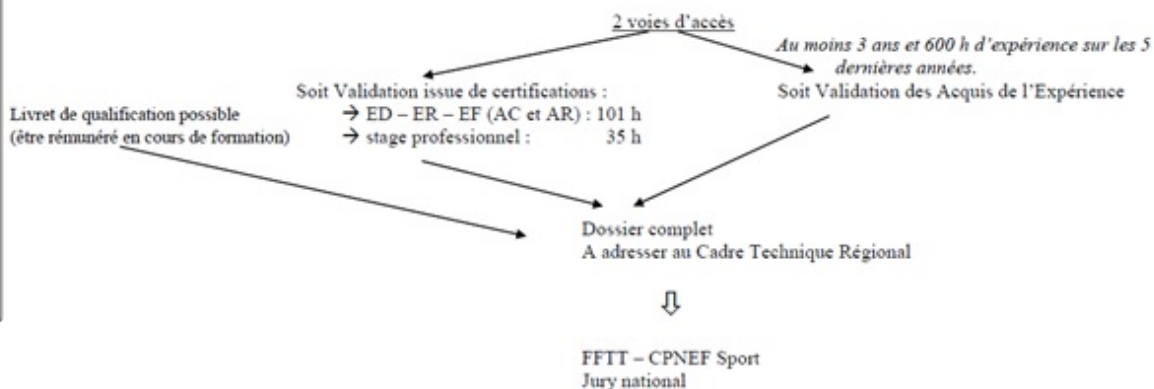 2 voies d'accès
Au moins 3 ans et 600 h d'expérience sur les 5
dernières années.
Soit Validation issue de certifications :
→ ED – ER – EF (AC et AR) : 101 h
→ stage professionnel : 35 h
Soit Validation des Acquis de l'Expérience
Livret de qualification possible
(être rémunéré en cours de formation)
Dossier complet
A adresser au Cadre Technique Régional
FFTT – CPNEF Sport
Jury national